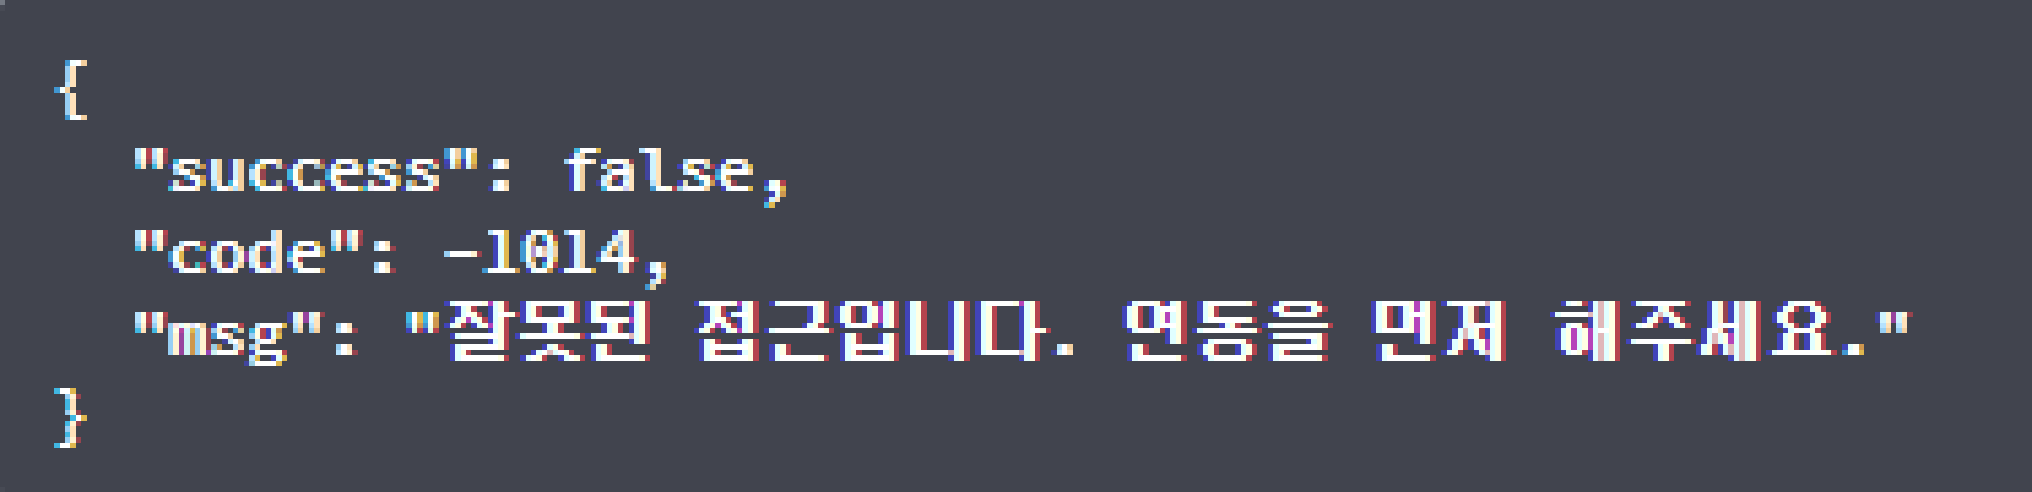 {
"success": false,
"code": -1014,
"msg": "잘못된 접근입니다. 연동을 먼저 해주세요."
}